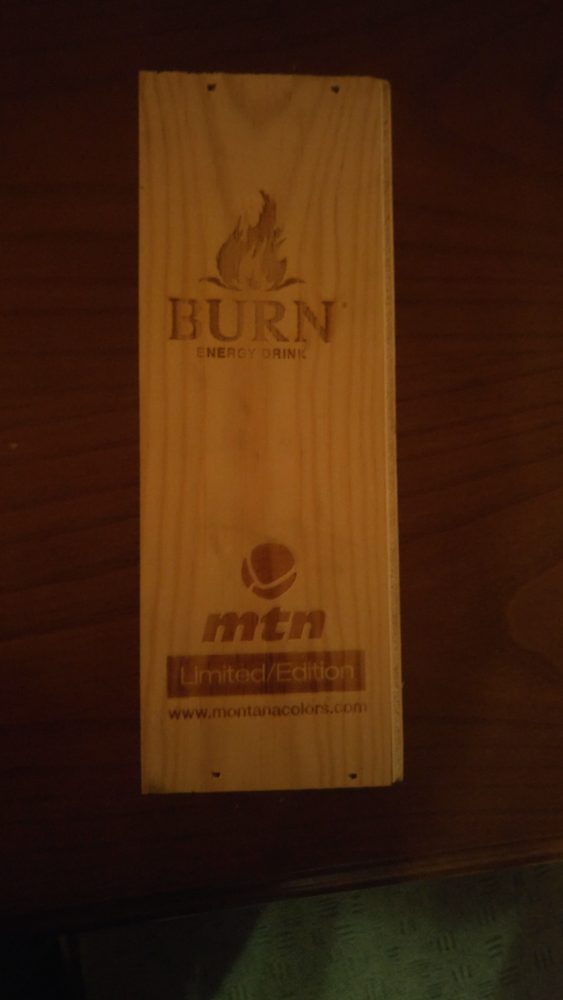 BURN
ENERGY DRINK
mtn
Limited/Edition
www.montanacolors.com